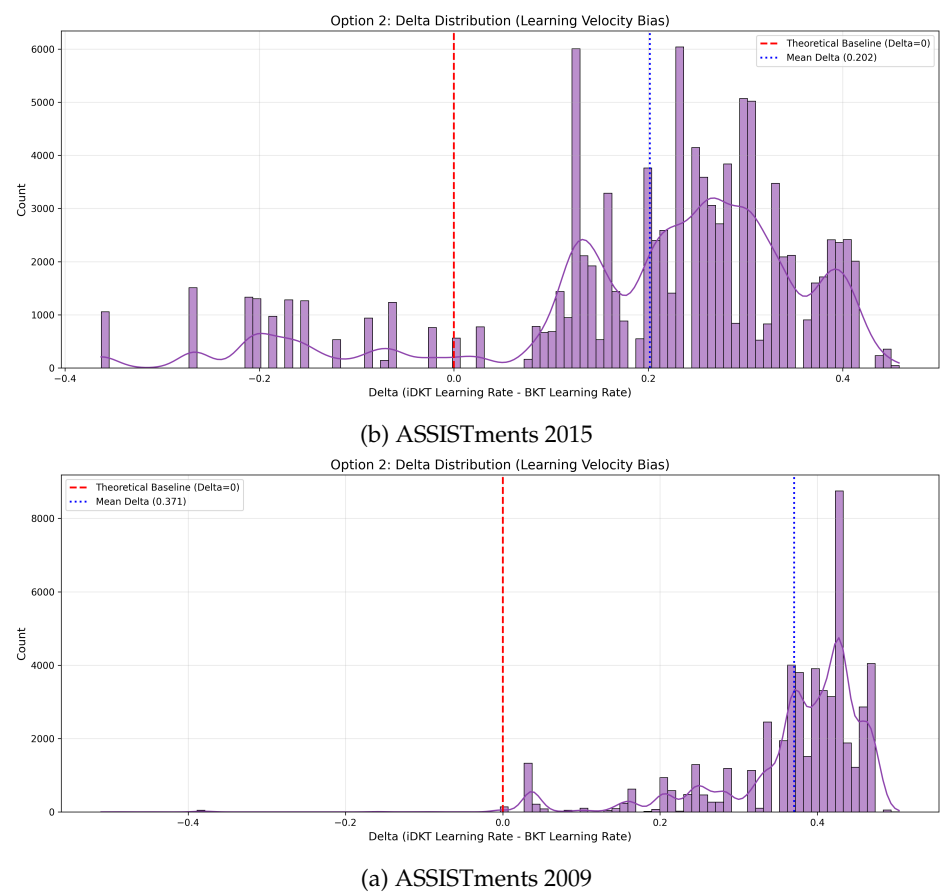 Option 2: Delta Distribution (Learning Velocity Bias)
Theoretical Baseline (Delta=0)
Mean Delta (0.202)
6000
5000
4000
3000
2000
1000
0
Count
−0.4
−0.2
0.0
0.2
0.4
Delta (iDKT Learning Rate - BKT Learning Rate)
(b) ASSISTments 2015
Option 2: Delta Distribution (Learning Velocity Bias)
Theoretical Baseline (Delta=0)
Mean Delta (0.371)
8000
6000
4000
2000
0
Count
−0.4
−0.2
0.0
0.2
0.4
Delta (iDKT Learning Rate - BKT Learning Rate)
(a) ASSISTments 2009